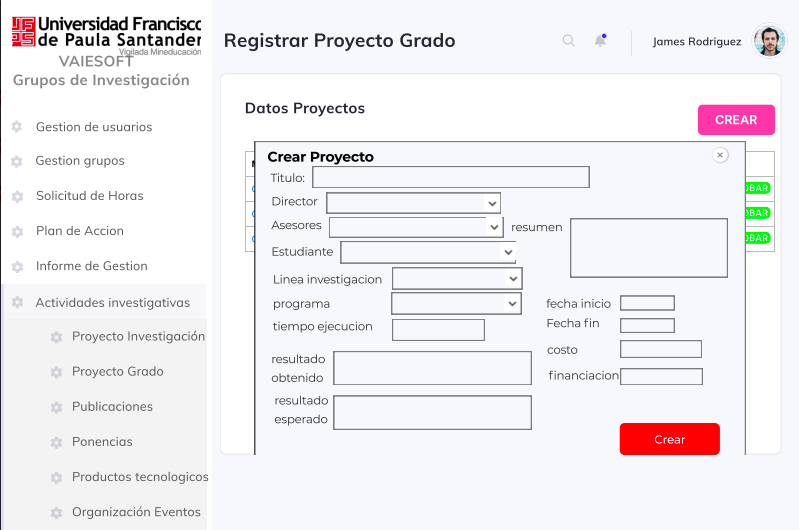 Universidad Francisco
de Paula Santander
Vigilada Mineducación
VAIESOFT
Grupos de Investigación
Gestion de usuarios
Gestion grupos
Solicitud de Horas
Plan de Accion
Informe de Gestion
Actividades investigativas
Proyecto Investigación
Proyecto Grado
Publicaciones
Ponencias
Productos tecnologicos
Organización Eventos
Registrar Proyecto Grado
James Rodriguez
Datos Proyectos
CREAR
Crear Proyecto
Titulo:
Director
Asesores
resumen
Estudiante
Linea investigacion
programa
fecha inicio
tiempo ejecucion
Fecha fin
costo
resultado
obtenido
financiacion
resultado
esperado
Crear
OBAR
OBAR
OBAR